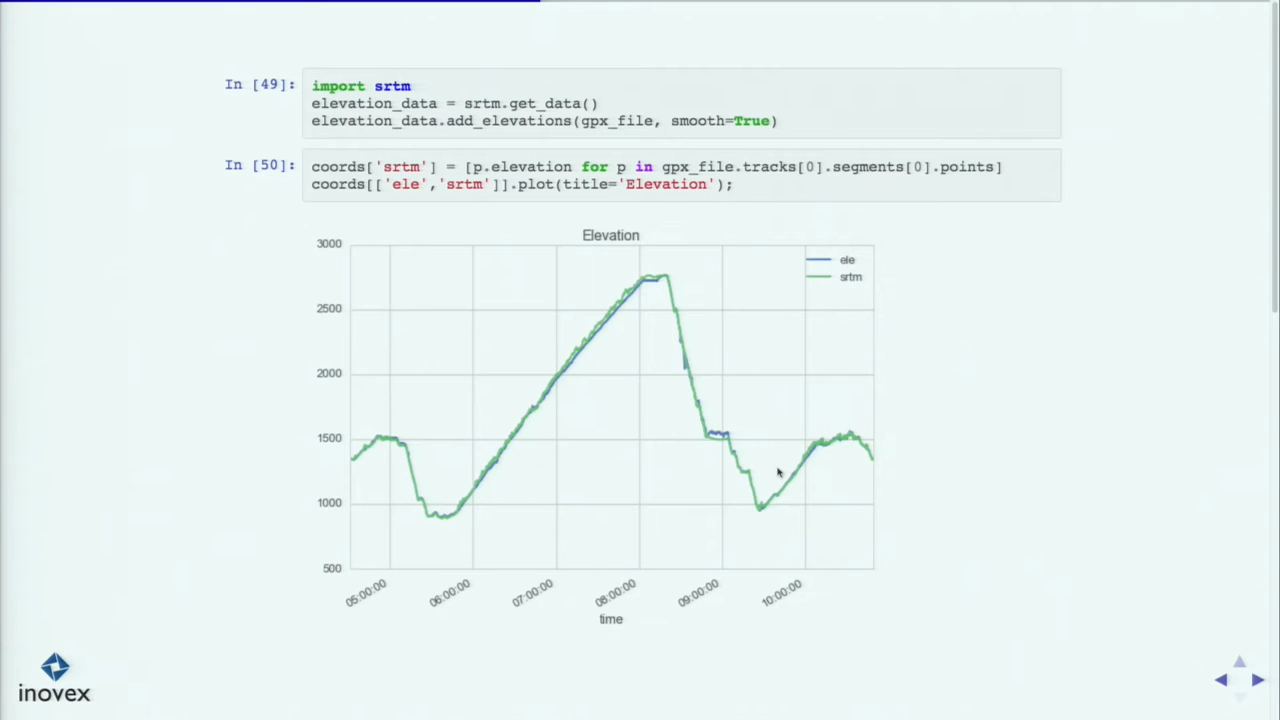 In [49]:
import srtm
elevation_data = srtm.get_data()
elevation_data.add_elevations(gpx_file, smooth=True)
In [50]:
coords['srtm'] = [p.elevation for p in gpx_file.tracks[0].segments[0].points]
coords[['ele','srtm']].plot(title='Elevation');
Elevation
3000
2500
2000
1500
1000
500
ele
srtm
05:00:00
06:00:00
07:00:00
08:00:00
09:00:00
10:00:00
time
inovex